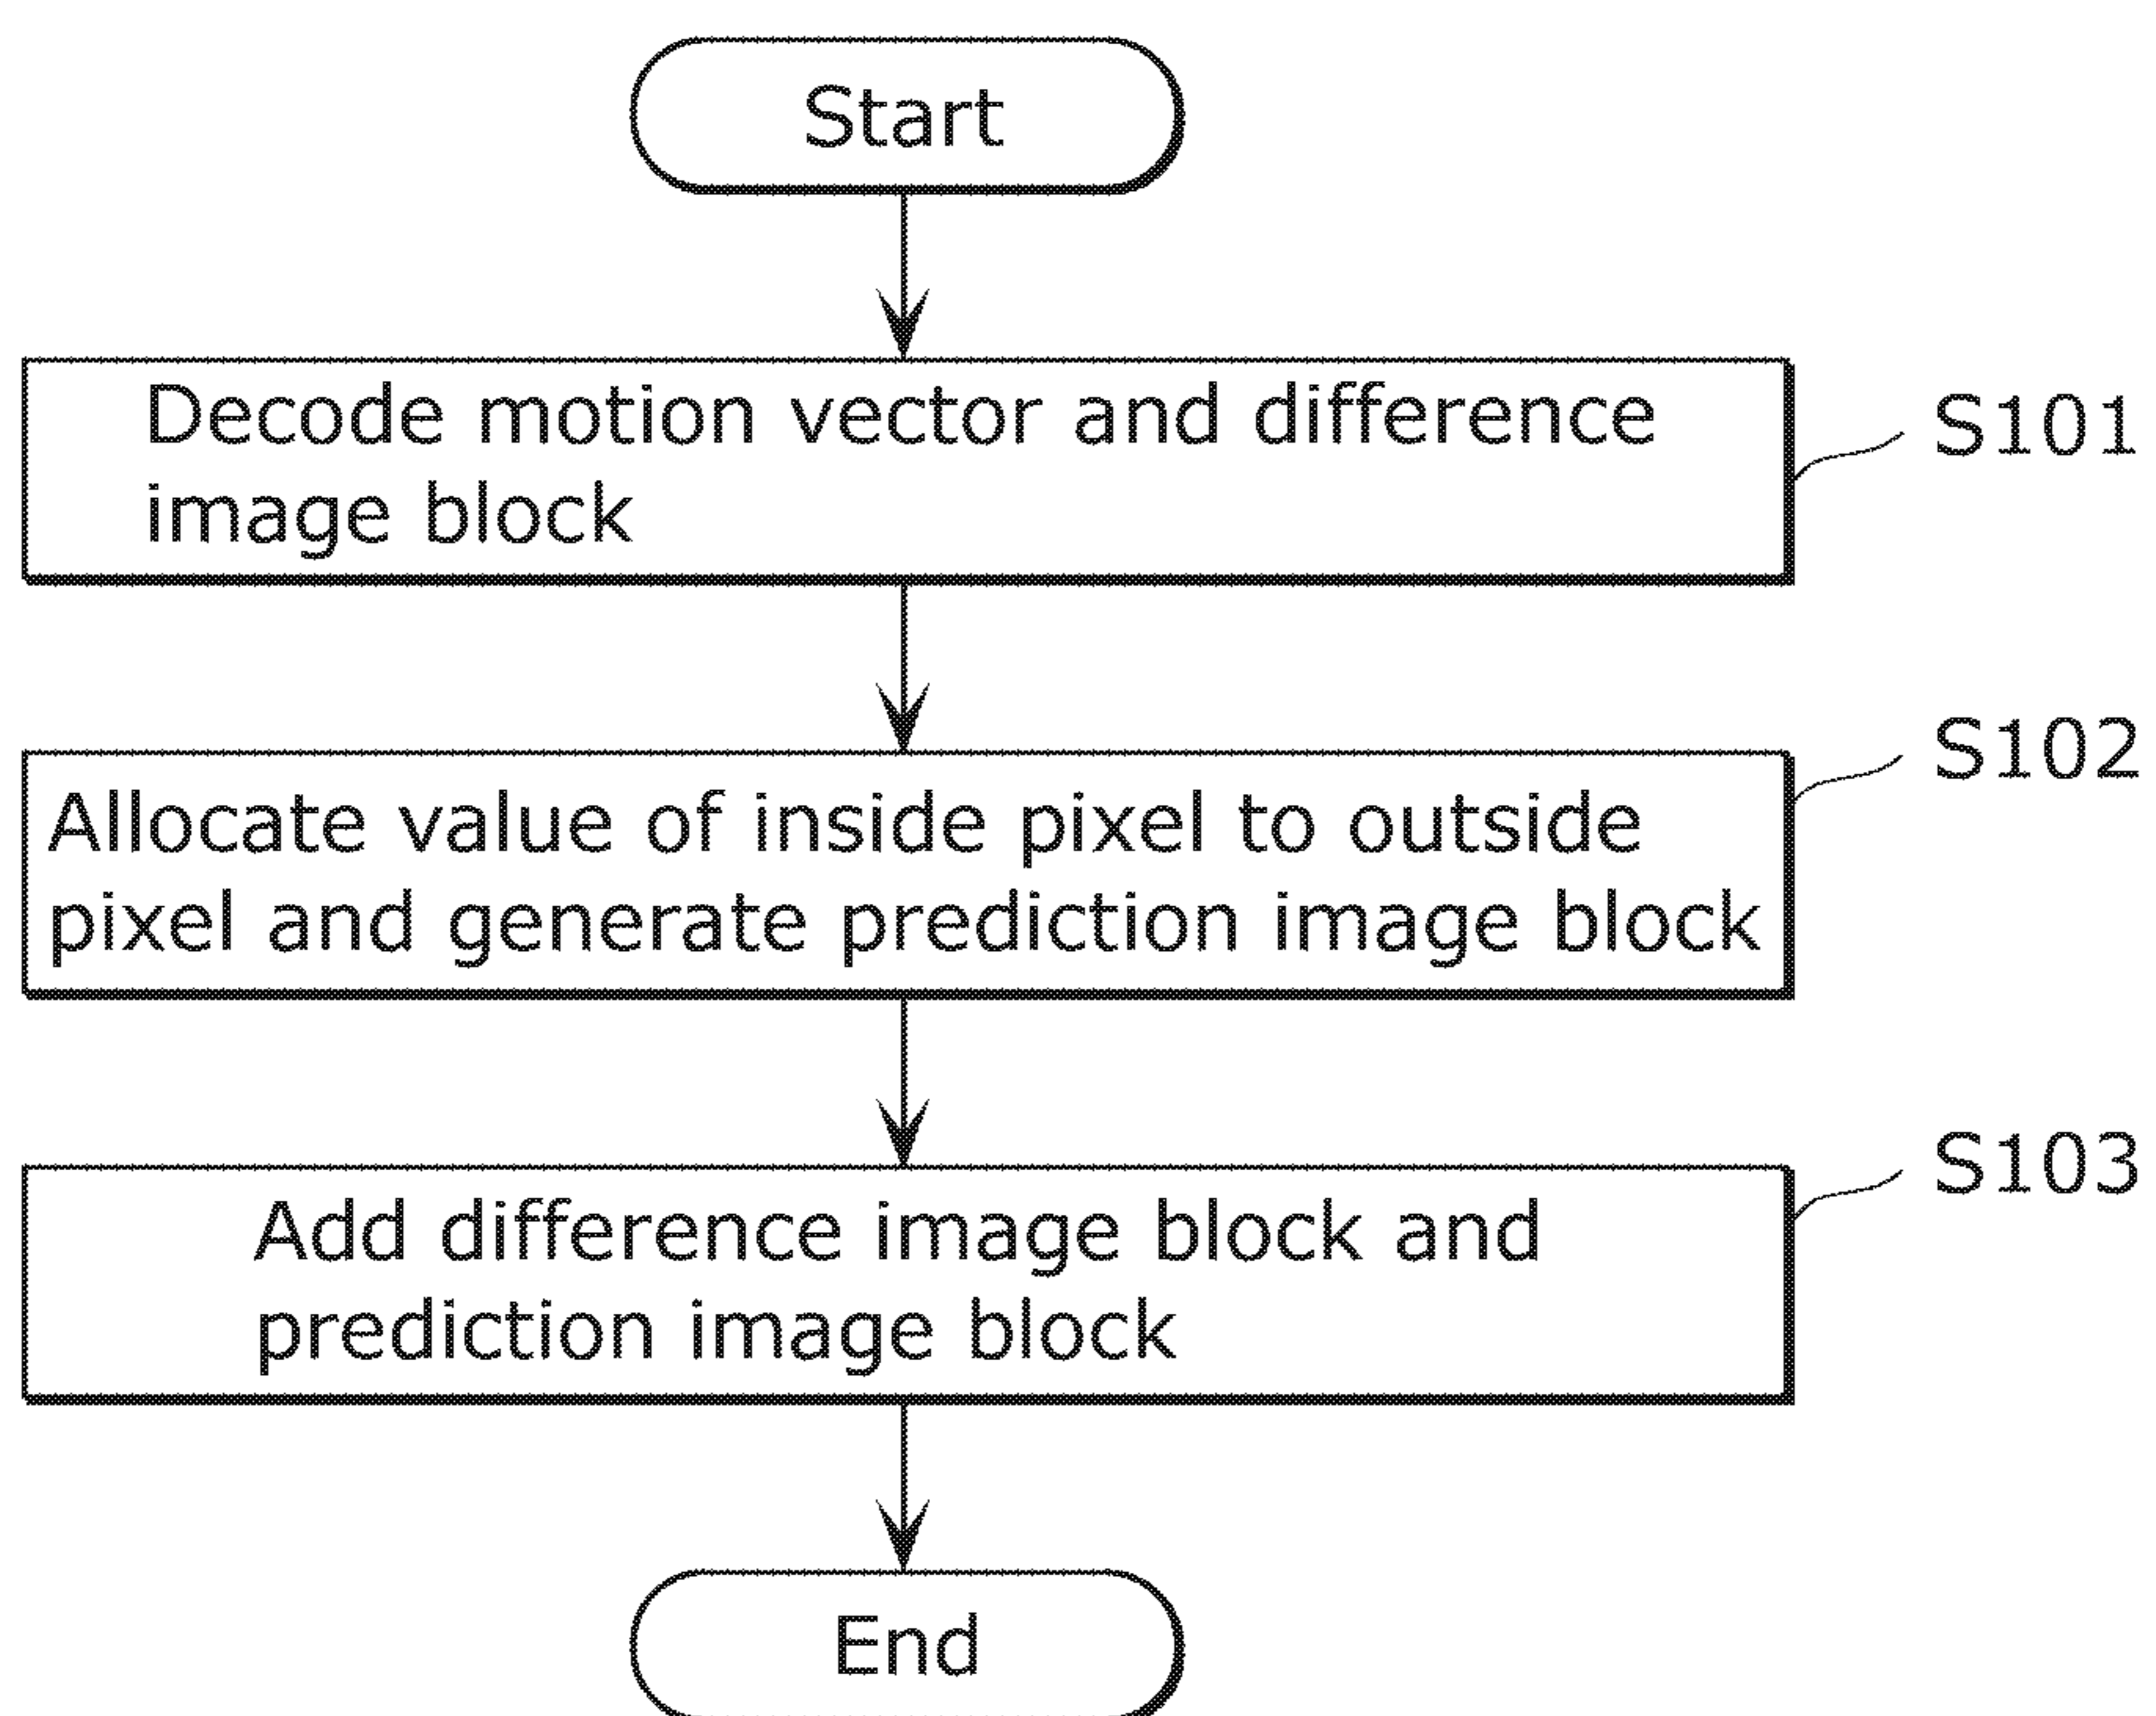 Start
Decode motion vector and difference
image block
S101
Allocate value of inside pixel to outside
pixel and generate prediction image block
S102
Add difference image block and
prediction image block
S103
End